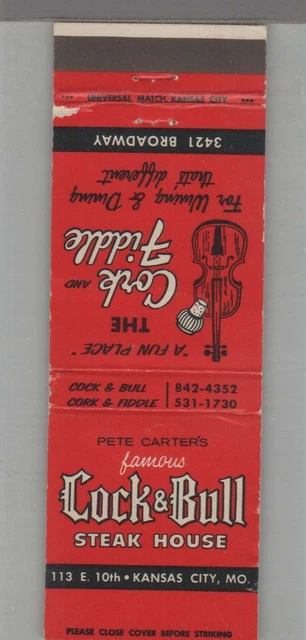 *** UNIVERSAL MATCH, KANSAS CITY ***
3421 BROADWAY
For Wining & Dining
that's different
THE
Cork AND
Fiddle
"A FUN PLACE"
COCK & BULL | 842-4352
CORK & FIDDLE | 531-1730
PETE CARTER'S
famous
Cock & Bull
STEAK HOUSE
113 E. 10th • KANSAS CITY, MO.
PLEASE CLOSE COVER BEFORE STRIKING